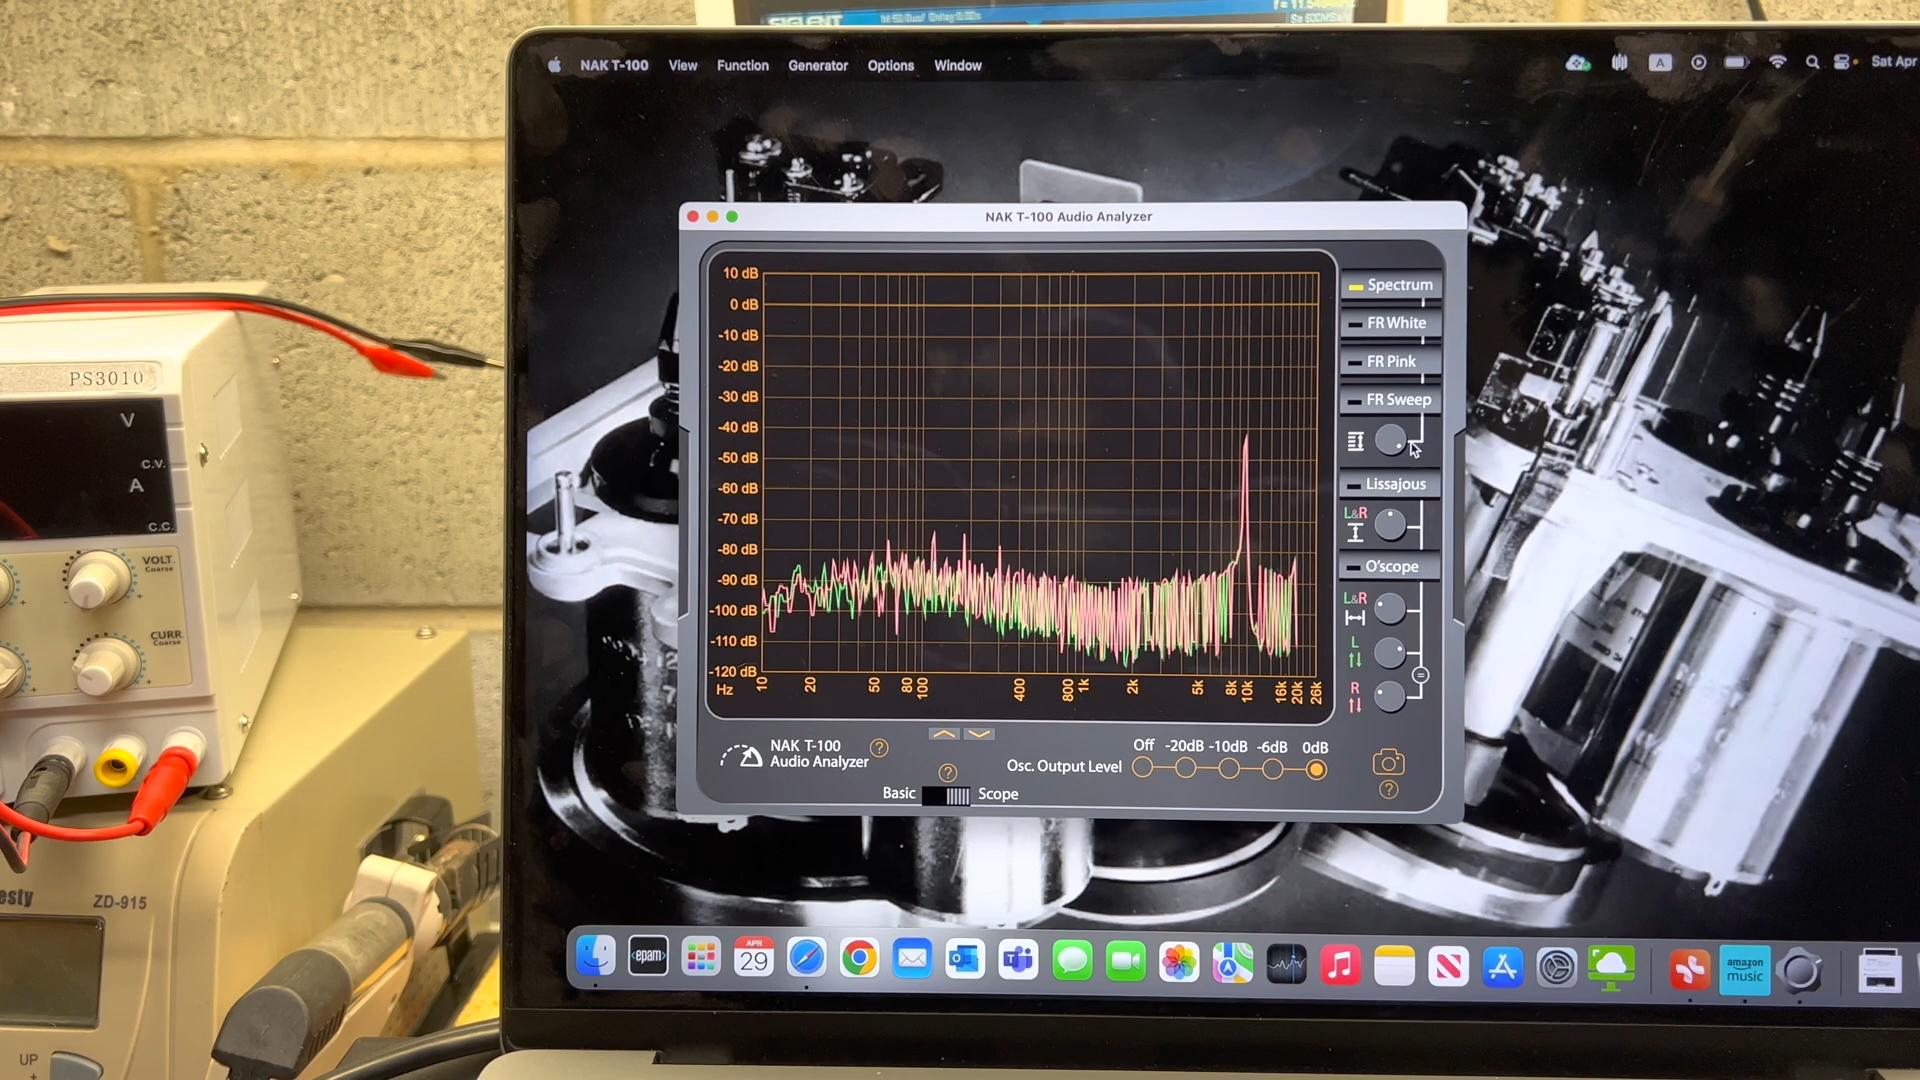 SIGLENT
NAK T-100 View Function Generator Options Window
A
Sat Apr
NAK T-100 Audio Analyzer
10 dB
0 dB
-10 dB
-20 dB
-30 dB
-40 dB
-50 dB
-60 dB
-70 dB
-80 dB
-90 dB
-100 dB
-110 dB
-120 dB
Hz
10 20 50 80 100 400 800 1k 2k 5k 8k 10k 16k 20k 26k
Spectrum
FR White
FR Pink
FR Sweep
Lissajous
L&R
O'scope
L&R
L
R
NAK T-100
Audio Analyzer
?
?
Basic
Scope
Off -20dB -10dB -6dB 0dB
Osc. Output Level
?
PS3010
V
C.V.
A
C.C.
VOLT.
Coarse
CURR.
Coarse
esty
ZD-915
UP
+
<epam>
APR
29
amazon
music